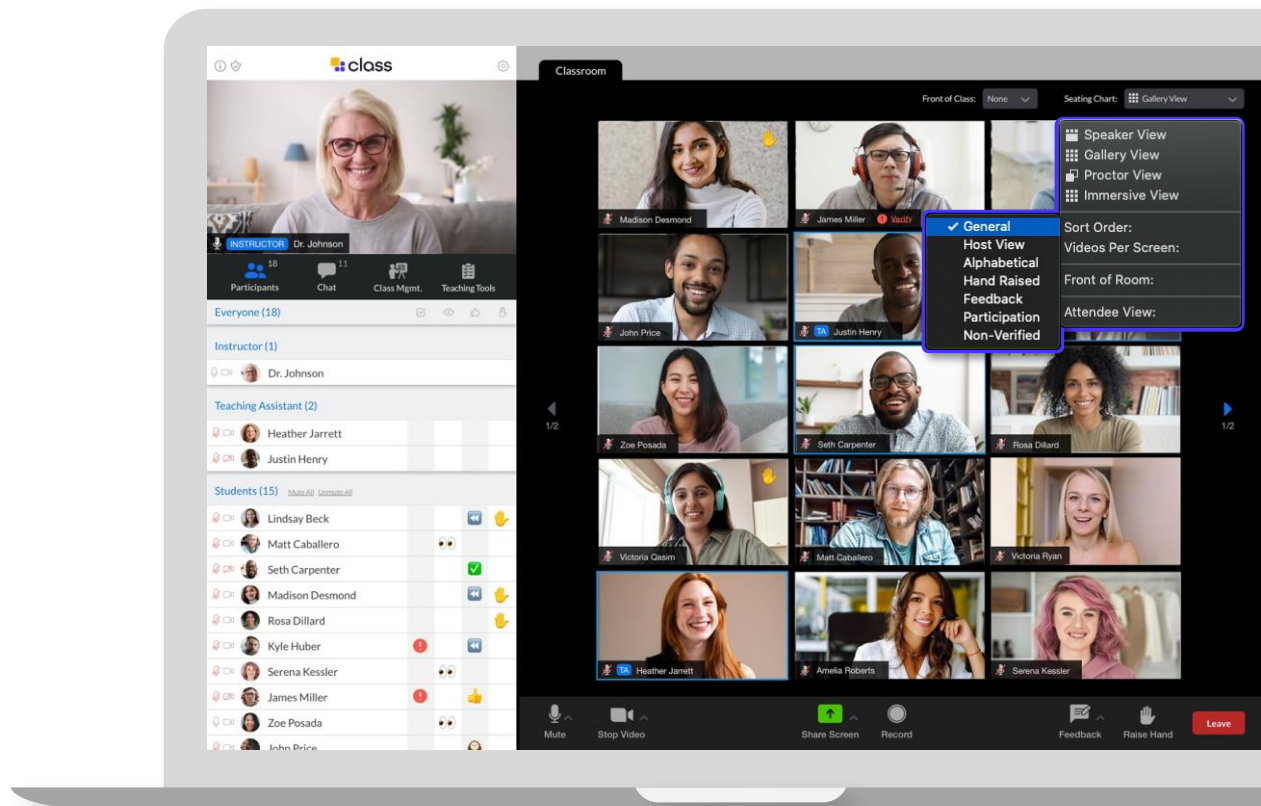 class
INSTRUCTOR Dr. Johnson
18
Participants
11
Chat
Class Mgmt.
Teaching Tools
Everyone (18)
Instructor (1)
Dr. Johnson
Teaching Assistant (2)
Heather Jarrett
Justin Henry
Students (15) Mute All Unmute All
Lindsay Beck
Matt Caballero
Seth Carpenter
Madison Desmond
Rosa Dillard
Kyle Huber
Serena Kessler
James Miller
Zoe Posada
John Price
Classroom
Front of Class: None
Seating Chart: Gallery View
Speaker View
Gallery View
Proctor View
Immersive View
Sort Order:
Videos Per Screen:
Front of Room:
Attendee View:
General
Host View
Alphabetical
Hand Raised
Feedback
Participation
Non-Verified
Madison Desmond
James Miller Verify
John Price
TA Justin Henry
1/2
Zoe Posada
Seth Carpenter
Rosa Dillard
1/2
Victoria Qasim
Matt Caballero
Victoria Ryan
TA Heather Jarrett
Amelia Roberts
Serena Kessler
Mute
Stop Video
Share Screen
Record
Feedback
Raise Hand
Leave